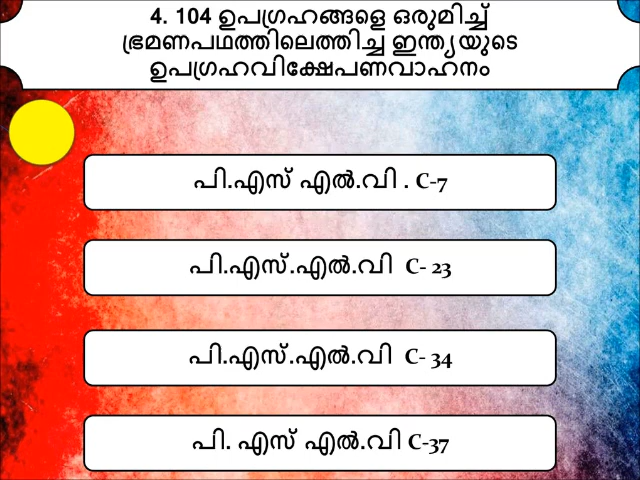 4. 104 ഉപഗ്രഹങ്ങളെ ഒരുമിച്ച്
ഭ്രമണപഥത്തിലെത്തിച്ച ഇന്ത്യയുടെ
ഉപഗ്രഹവിക്ഷേപണവാഹനം
പി.എസ് എൽ.വി . C-7
പി.എസ്.എൽ.വി C- 23
പി.എസ്.എൽ.വി C- 34
പി. എസ് എൽ.വി C-37